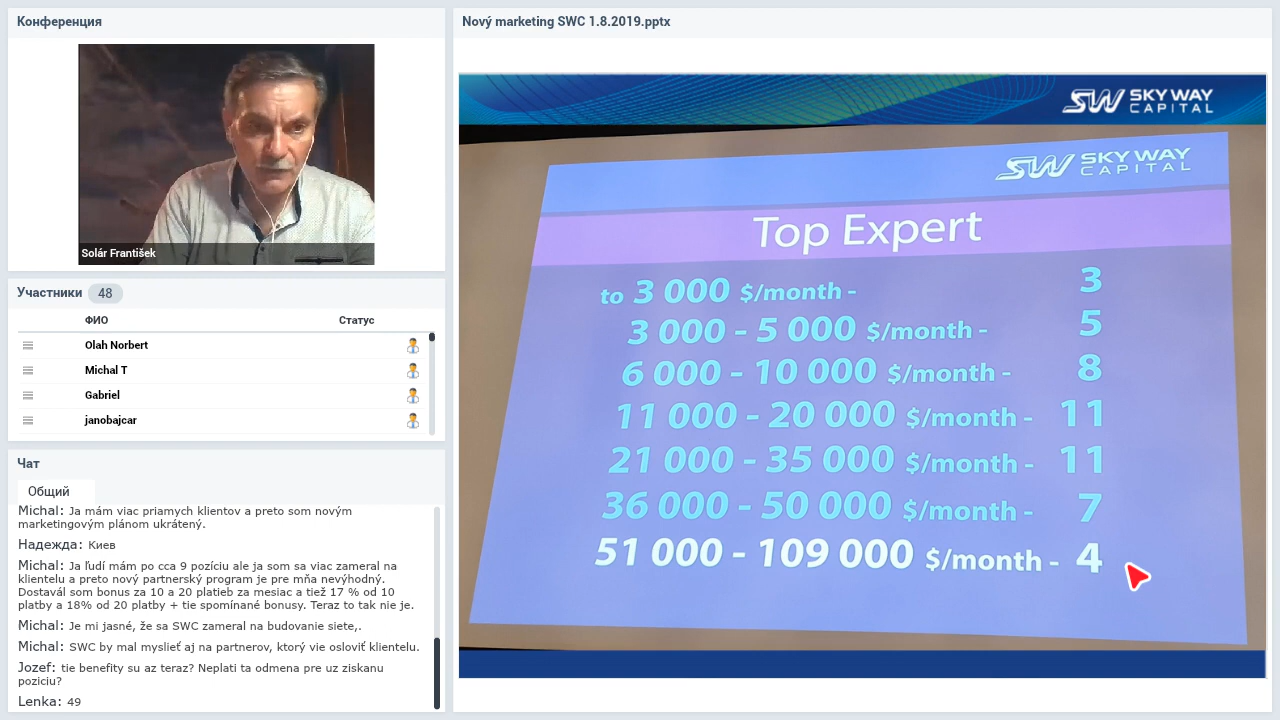 Конференция
Solár František
Участники 48
ФИО Статус
Olah Norbert
Michal T
Gabriel
janobajcar
Чат
Общий
Michal: Ja mám viac priamych klientov a preto som novým
marketingovým plánom ukrátený.
Надежда: Киев
Michal: Ja ľudí mám po cca 9 pozíciu ale ja som sa viac zameral na
klientelu a preto nový partnerský program je pre mňa nevýhodný.
Dostával som bonus za 10 a 20 platieb za mesiac a tiež 17 % od 10
platby a 18% od 20 platby + tie spomínané bonusy. Teraz to tak nie je.
Michal: Je mi jasné, že sa SWC zameral na budovanie siete,.
Michal: SWC by mal myslieť aj na partnerov, ktorý vie osloviť klientelu.
Jozef: tie benefity su az teraz? Neplati ta odmena pre uz ziskanu
poziciu?
Lenka: 49
Nový marketing SWC 1.8.2019.pptx
SW SKY WAY
CAPITAL
SW SKY WAY
CAPITAL
Top Expert
to 3 000 $/month - 3
3 000 - 5 000 $/month - 5
6 000 - 10 000 $/month - 8
11 000 - 20 000 $/month - 11
21 000 - 35 000 $/month - 11
36 000 - 50 000 $/month - 7
51 000 - 109 000 $/month - 4